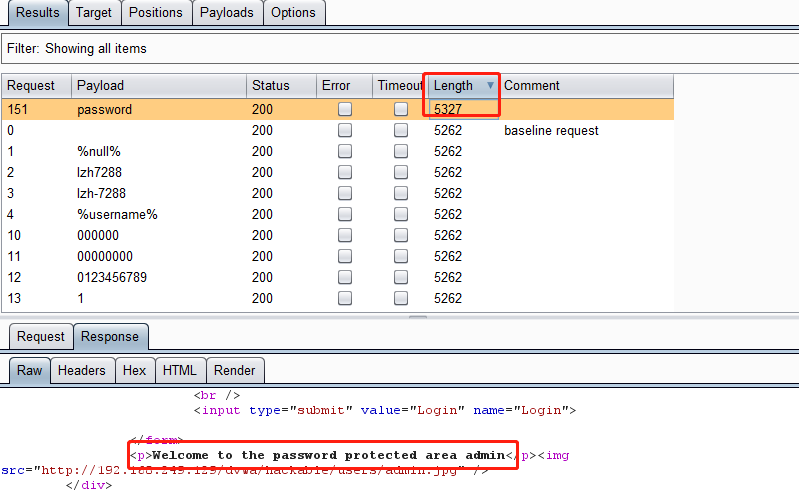 Results Target Positions Payloads Options
Filter: Showing all items
Request Payload Status Error Timeout Length Comment
151 password 200 5327
0 200 5262 baseline request
1 %null% 200 5262
2 lzh7288 200 5262
3 lzh-7288 200 5262
4 %username% 200 5262
10 000000 200 5262
11 00000000 200 5262
12 0123456789 200 5262
13 1 200 5262
Request Response
Raw Headers Hex HTML Render
<br />
<input type="submit" value="Login" name="Login">
</form>
<p>Welcome to the password protected area admin</p><img
src="http://192.168.249.129/dvwa/hackable/users/admin.jpg" />
</div>